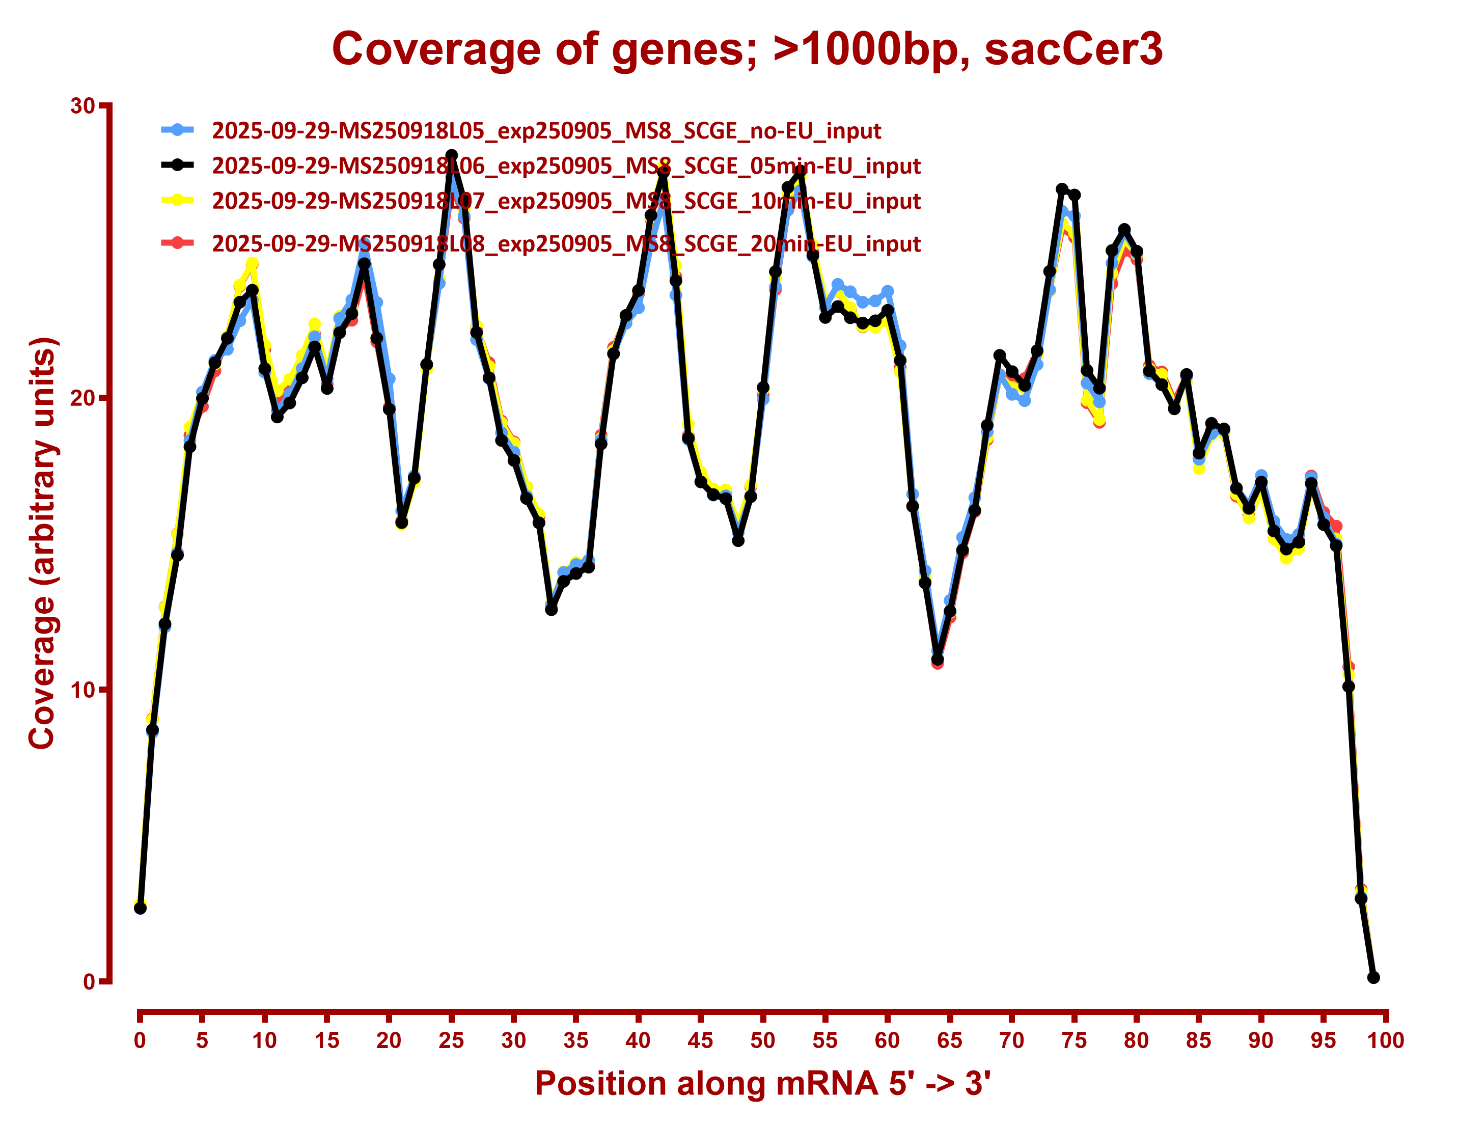 Coverage of genes; >1000bp, sacCer3
30
2025-09-29-MS250918L05_exp250905_MS8_SCGE_no-EU_input
2025-09-29-MS250918L06_exp250905_MS8_SCGE_05min-EU_input
2025-09-29-MS250918L07_exp250905_MS8_SCGE_10min-EU_input
2025-09-29-MS250918L08_exp250905_MS8_SCGE_20min-EU_input
Coverage (arbitrary units)
20
10
0
0 5 10 15 20 25 30 35 40 45 50 55 60 65 70 75 80 85 90 95 100
Position along mRNA 5' -> 3'